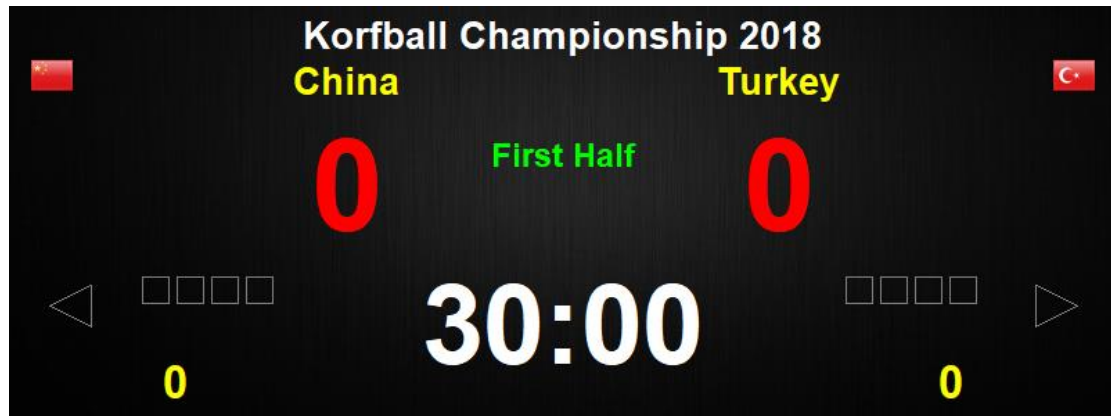 Korfball Championship 2018
China Turkey
0 First Half 0
30:00
0 0